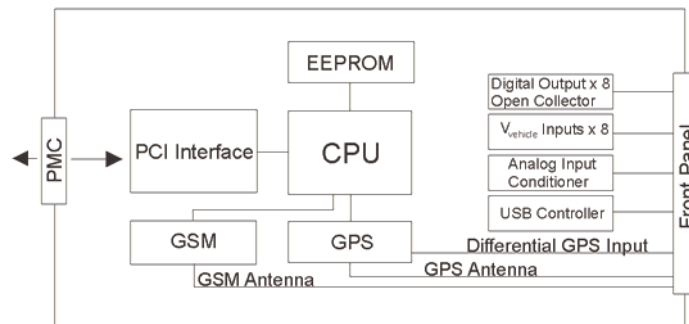 EEPROM
Digital Output x 8
Open Collector
Vvehicle Inputs x 8
PMC
PCI Interface
CPU
Analog Input
Conditioner
Front Panel
USB Controller
GSM
GPS
Differential GPS Input
GPS Antenna
GSM Antenna